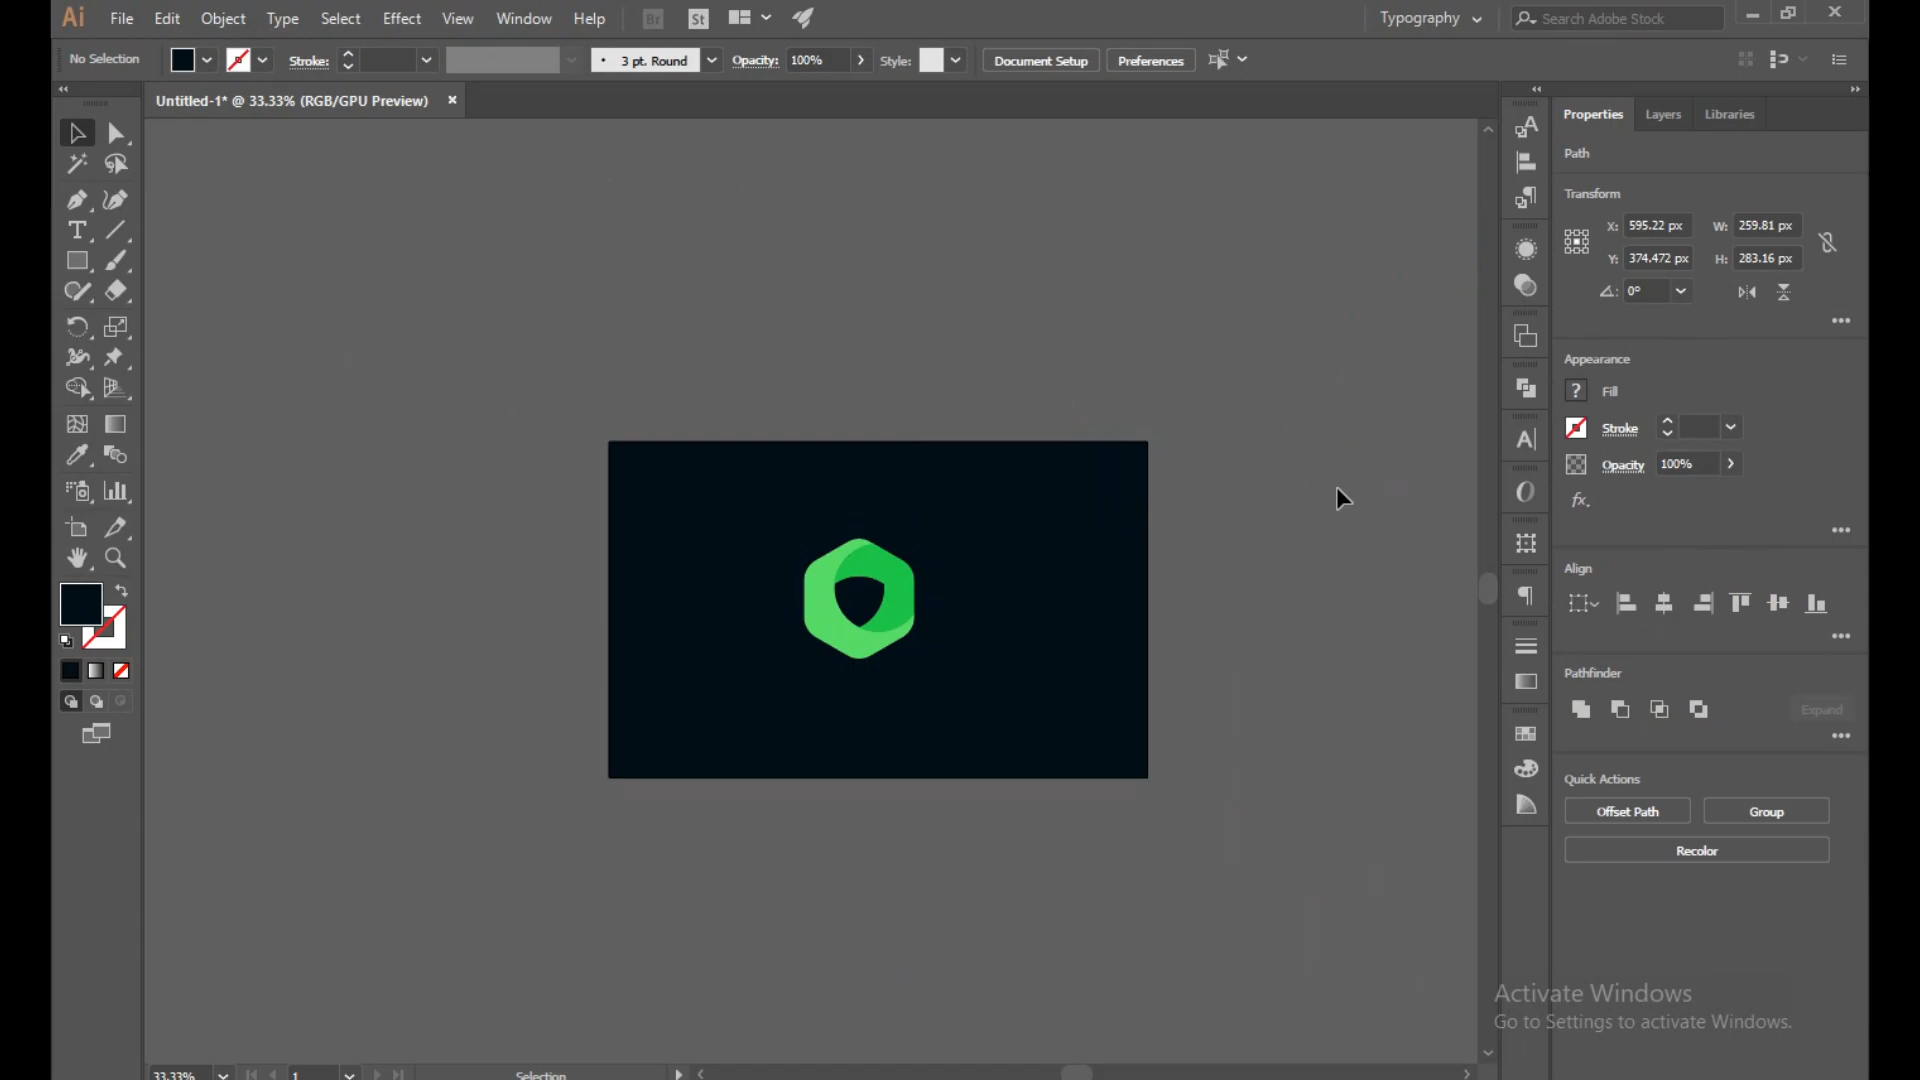 Ai File Edit Object Type Select Effect View Window Help Br St Typography Search Adobe Stock
No Selection Stroke: 3 pt. Round Opacity: 100% Style: Document Setup Preferences
Untitled-1* @ 33.33% (RGB/GPU Preview)
Properties Layers Libraries
Path
Transform
X: 595.22 px W: 259.81 px
Y: 374.472 px H: 283.16 px
0°
Appearance
? Fill
Stroke
Opacity 100%
fx.
Align
Pathfinder
Expand
Quick Actions
Offset Path Group
Recolor
Activate Windows
Go to Settings to activate Windows.
33.33% 1 Selection